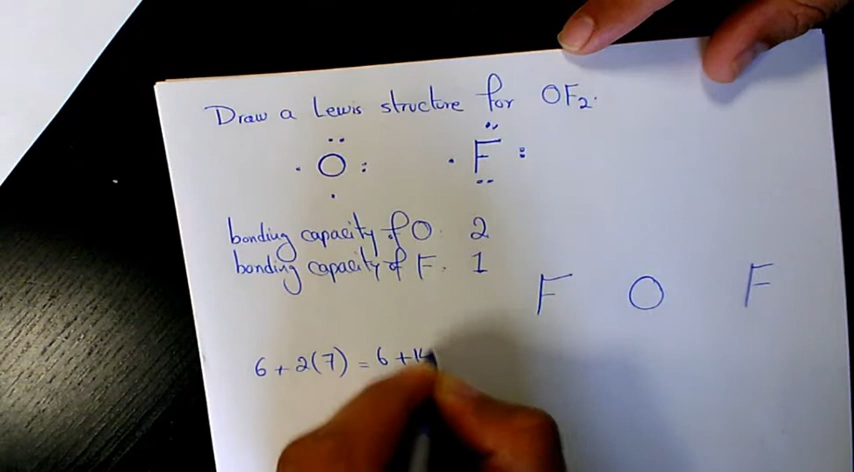 Draw a Lewis structure for OF₂.
O F
bonding capacity of O. 2
bonding capacity of F. 1
F O F
6 + 2(7) = 6 + 14